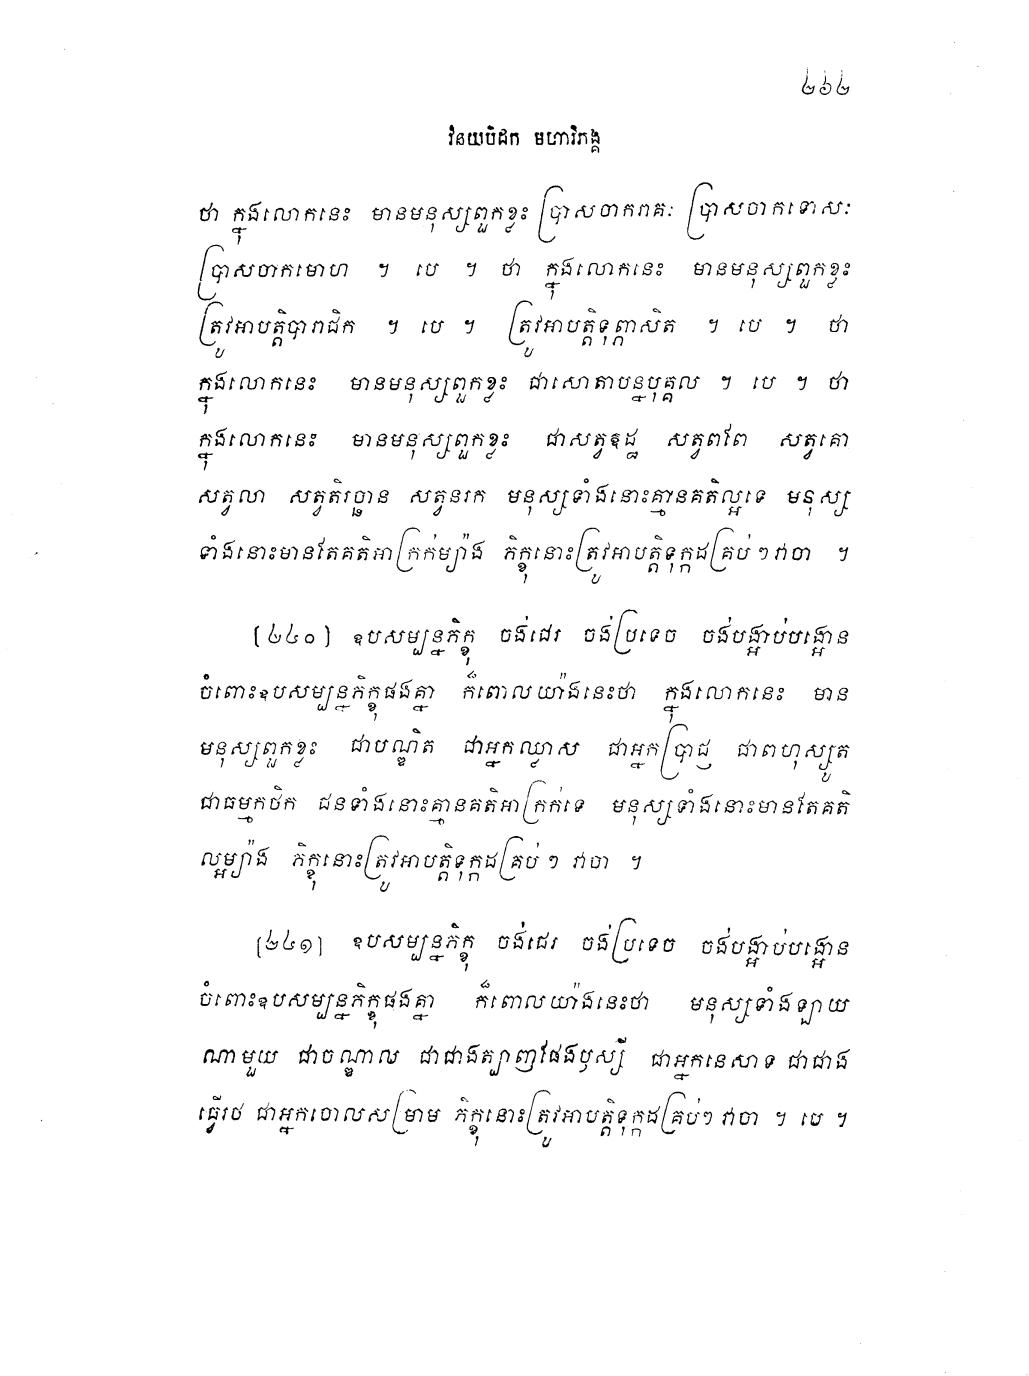 ២៦២
វិនយបិដក មហាវិភង្គ
ថា ក្នុងលោកនេះ មានមនុស្សពួកខ្លះ ប្រាសចាករាគៈ ប្រាសចាកទោសៈ
ប្រាសចាកមោហ ។ បេ ។ ថា ក្នុងលោកនេះ មានមនុស្សពួកខ្លះ
ត្រូវអាបត្តិបារាជិក ។ បេ ។ ត្រូវអាបត្តិទុព្ភាសិត ។ បេ ។ ថា
ក្នុងលោកនេះ មានមនុស្សពួកខ្លះ ជាសោតាបន្នបុគ្គល ។ បេ ។ ថា
ក្នុងលោកនេះ មានមនុស្សពួកខ្លះ ជាសត្វឧដ្ឋ សត្វពពែ សត្វគោ
សត្វលា សត្វតិរច្ឆាន សត្វនរក មនុស្សទាំងនោះគ្មានគតិល្អទេ មនុស្ស
ទាំងនោះមានតែគតិអាក្រក់ម្យ៉ាង ភិក្ខុនោះត្រូវអាបត្តិទុក្កដគ្រប់ៗវាចា ។
(២៤០) ឧបសម្បន្នភិក្ខុ ចង់ជេរ ចង់ប្រទេច ចង់បង្អាប់បង្អោន
ចំពោះឧបសម្បន្នភិក្ខុផងគ្នា ក៏ពោលយ៉ាងនេះថា ក្នុងលោកនេះ មាន
មនុស្សពួកខ្លះ ជាបណ្ឌិត ជាអ្នកឈ្វាស ជាអ្នកប្រាជ្ញ ជាពហុស្សូត
ជាធម្មកថិក ជនទាំងនោះគ្មានគតិអាក្រក់ទេ មនុស្សទាំងនោះមានតែគតិ
ល្អម្យ៉ាង ភិក្ខុនោះត្រូវអាបត្តិទុក្កដគ្រប់ ៗ វាចា ។
(២៤១) ឧបសម្បន្នភិក្ខុ ចង់ជេរ ចង់ប្រទេច ចង់បង្អាប់បង្អោន
ចំពោះឧបសម្បន្នភិក្ខុផងគ្នា ក៏ពោលយ៉ាងនេះថា មនុស្សទាំងឡាយ
ណាមួយ ជាចណ្ឌាល ជាជាងត្បាញផែងឫស្សី ជាអ្នកនេសាទ ជាជាង
ធ្វើរថ ជាអ្នកចោលសម្រាម ភិក្ខុនោះត្រូវអាបត្តិទុក្កដគ្រប់ៗ វាចា ។ បេ ។